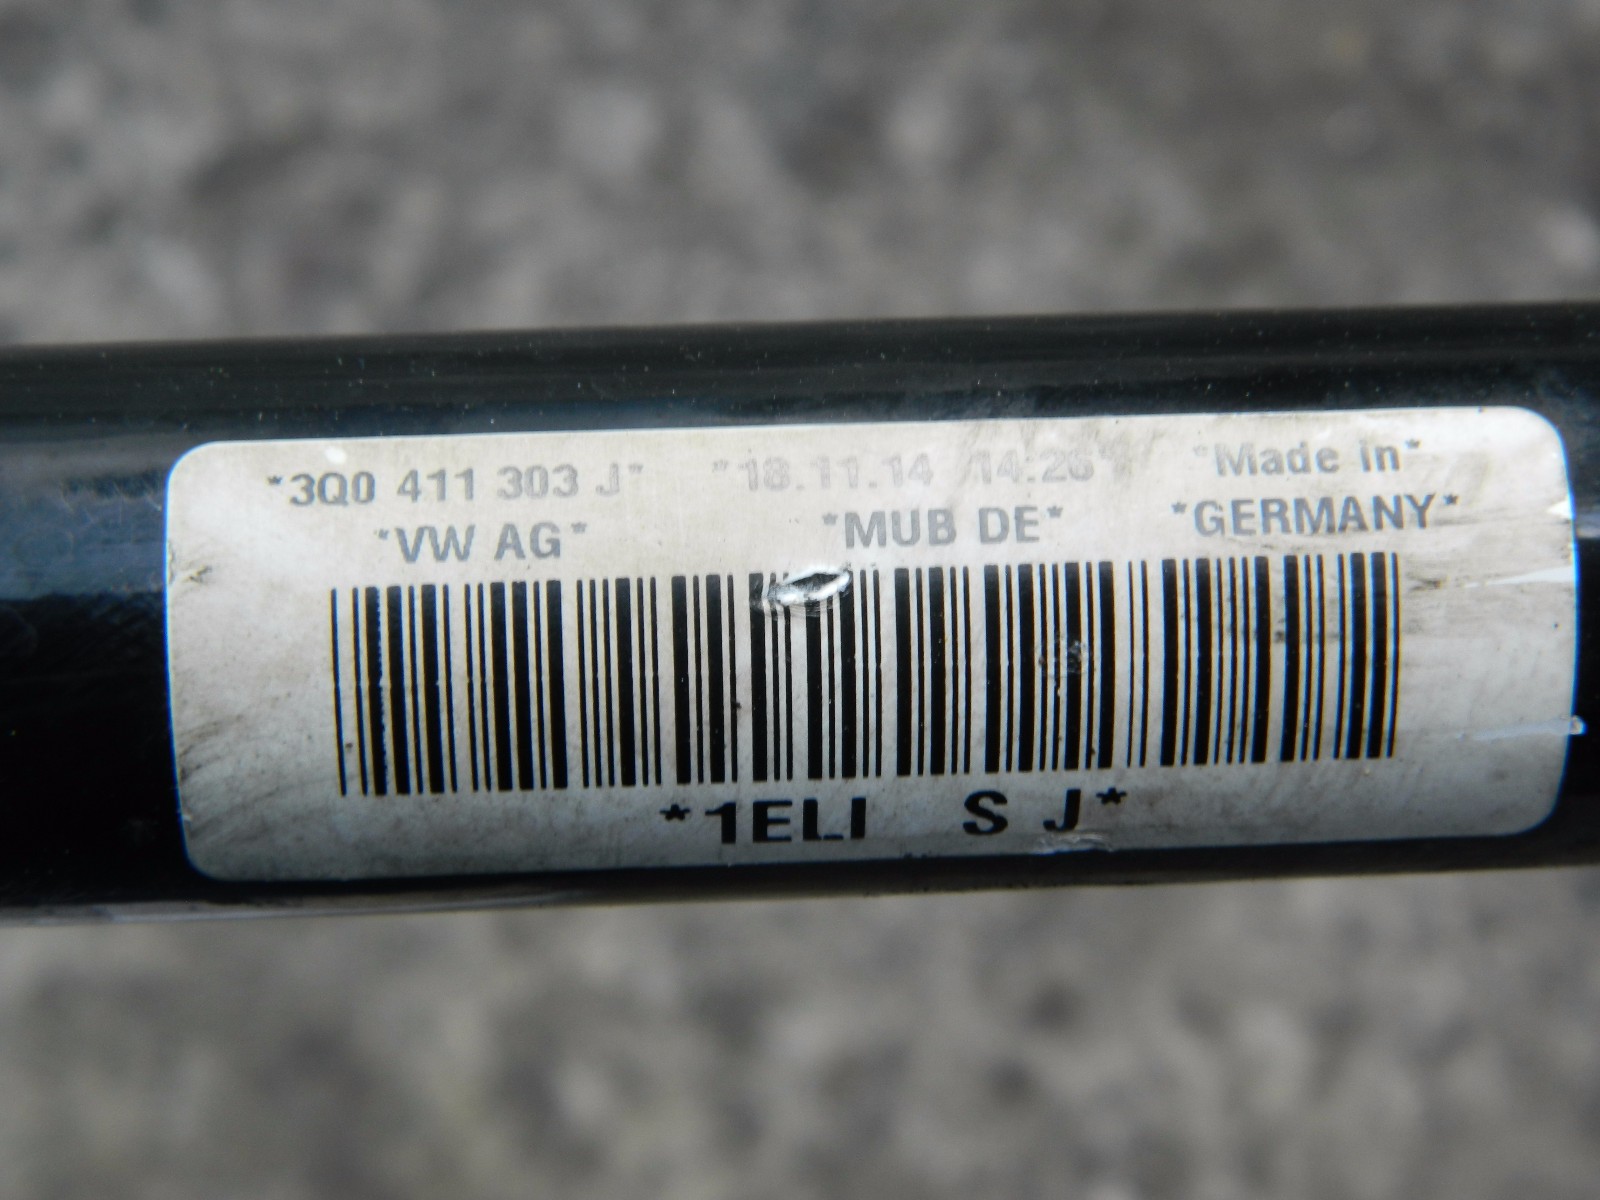 *3Q0 411 303 J* *18.11.14 14:26* *Made in*
*VW AG* *MUB DE* *GERMANY*
*1ELI S J*